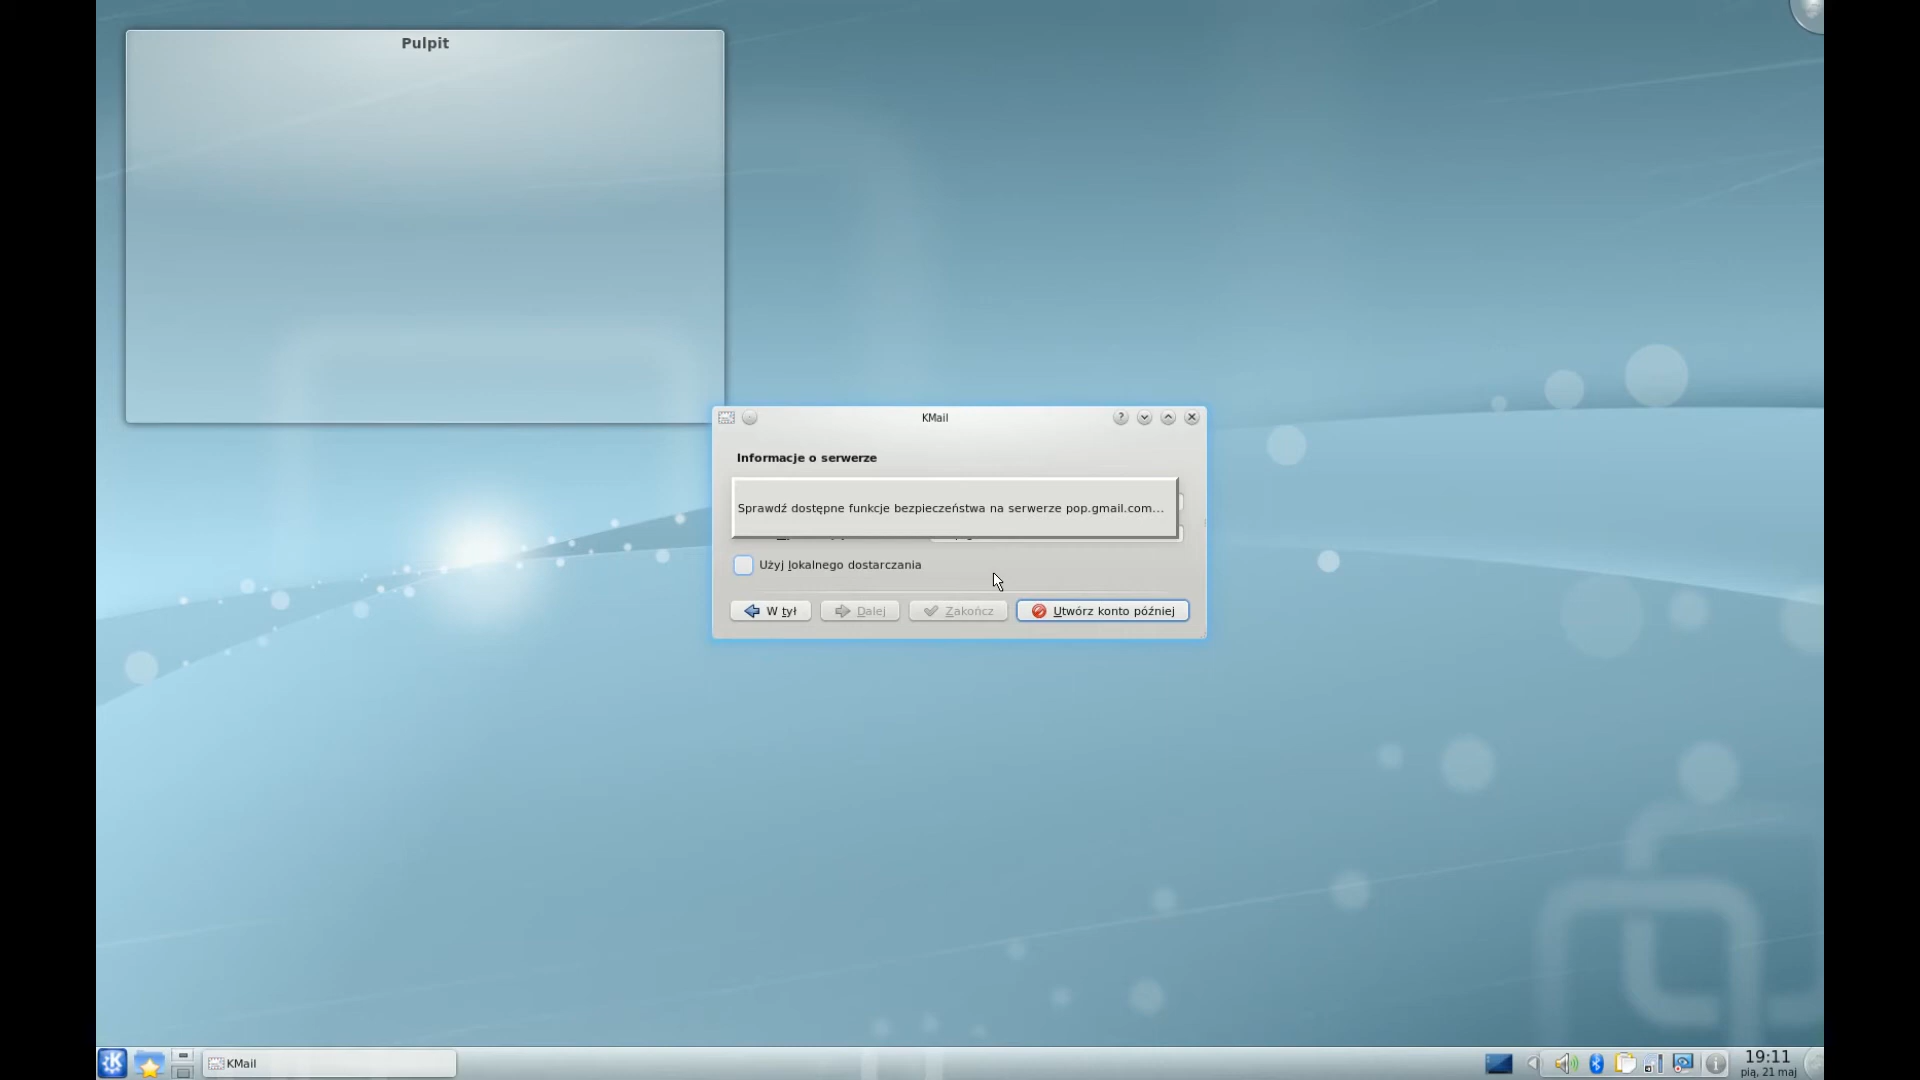 Pulpit
KMail
Informacje o serwerze
Sprawdź dostępne funkcje bezpieczeństwa na serwerze pop.gmail.com...
Użyj lokalnego dostarczania
W tył
Dalej
Zakończ
Utwórz konto później
KMail
19:11
pią, 21 maj